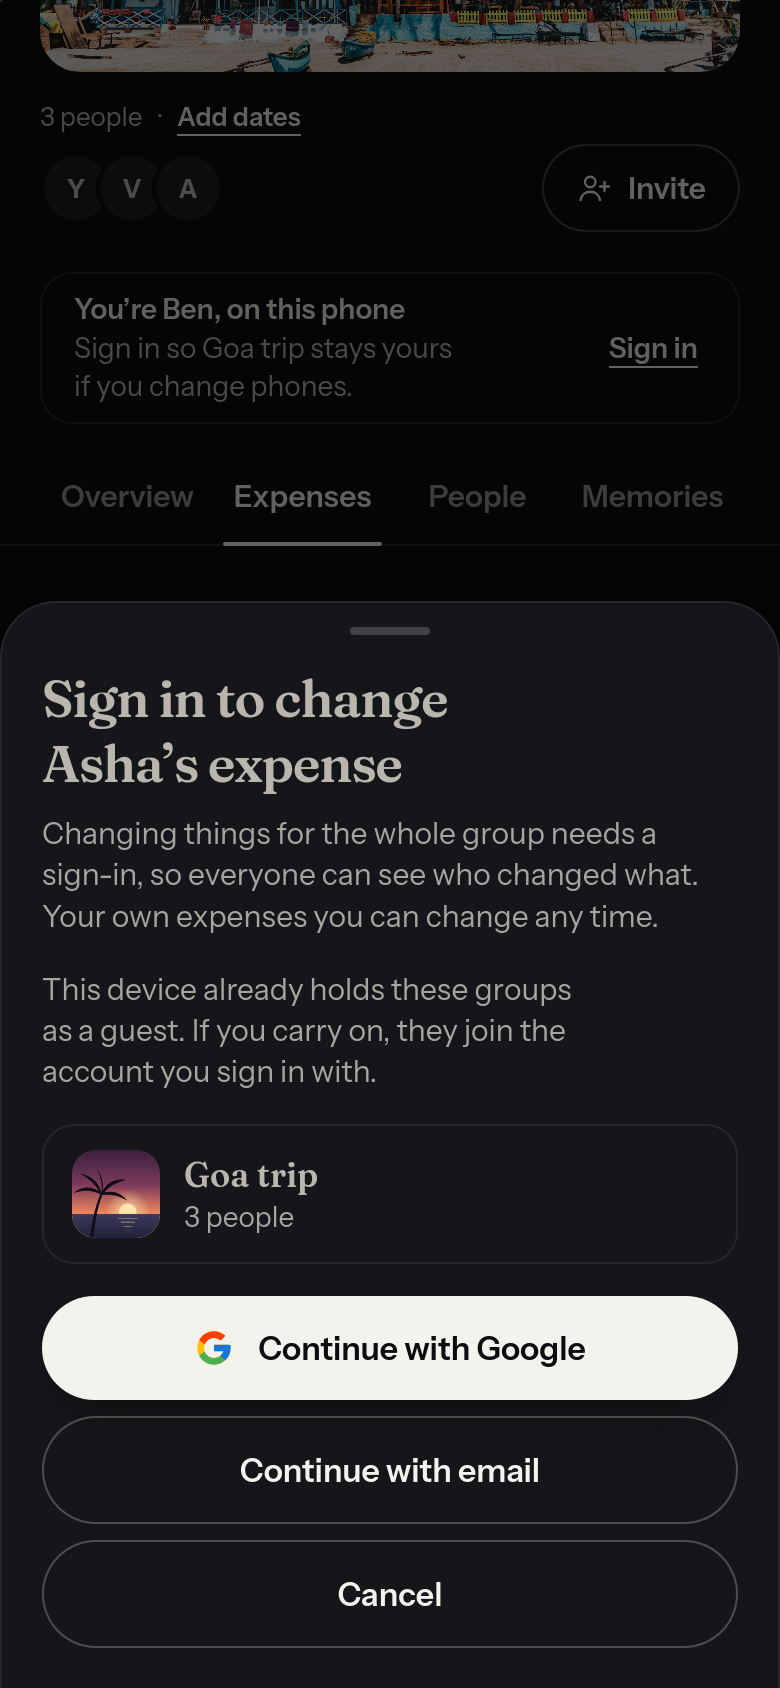 3 people · Add dates
Y V A
Invite
You’re Ben, on this phone
Sign in so Goa trip stays yours
if you change phones.
Sign in
Overview Expenses People Memories
Sign in to change
Asha’s expense
Changing things for the whole group needs a
sign-in, so everyone can see who changed what.
Your own expenses you can change any time.
This device already holds these groups
as a guest. If you carry on, they join the
account you sign in with.
Goa trip
3 people
Continue with Google
Continue with email
Cancel